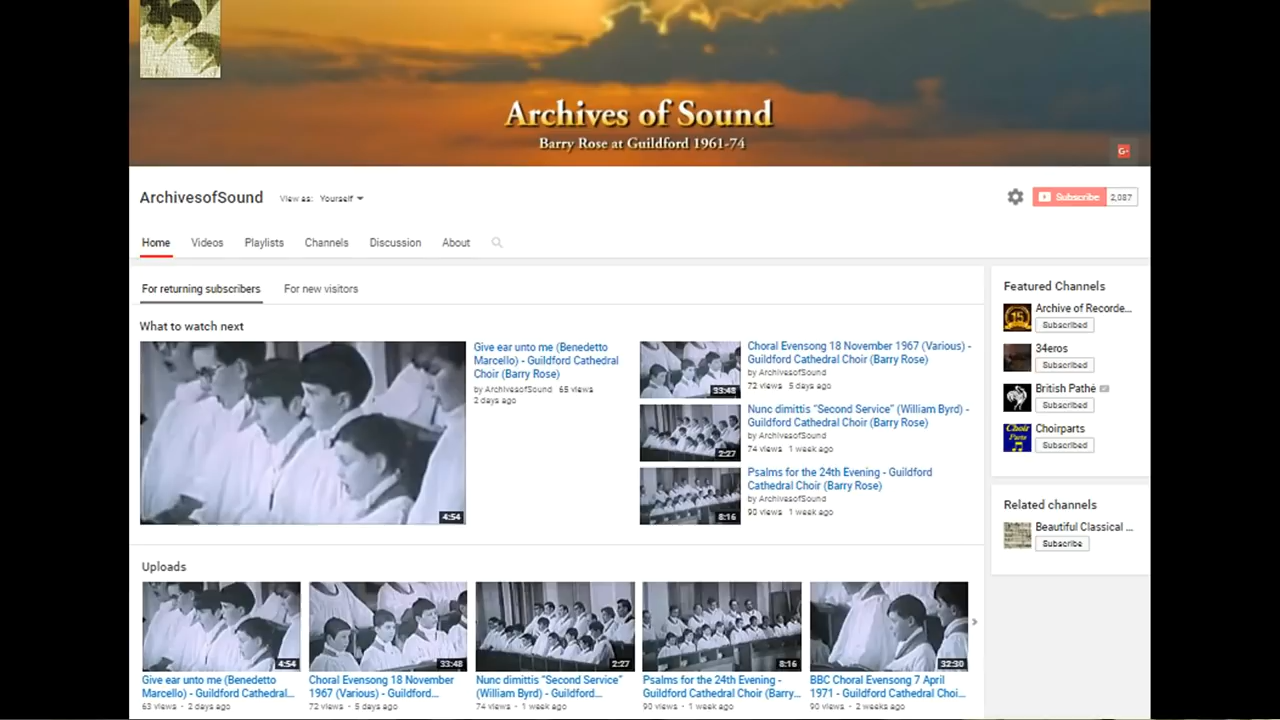 Archives of Sound
Barry Rose at Guildford 1961-74
G+
ArchivesofSound
View as: Yourself
Subscribe 2,087
Home Videos Playlists Channels Discussion About
For returning subscribers For new visitors
What to watch next
4:54
Give ear unto me (Benedetto
Marcello) - Guildford Cathedral
Choir (Barry Rose)
by ArchivesofSound 65 views
2 days ago
33:48
Choral Evensong 18 November 1967 (Various) -
Guildford Cathedral Choir (Barry Rose)
by ArchivesofSound
72 views 5 days ago
2:27
Nunc dimittis "Second Service" (William Byrd) -
Guildford Cathedral Choir (Barry Rose)
by ArchivesofSound
74 views 1 week ago
8:16
Psalms for the 24th Evening - Guildford
Cathedral Choir (Barry Rose)
by ArchivesofSound
90 views 1 week ago
Uploads
4:54
Give ear unto me (Benedetto
Marcello) - Guildford Cathedral...
63 views • 2 days ago
33:48
Choral Evensong 18 November
1967 (Various) - Guildford...
72 views • 5 days ago
2:27
Nunc dimittis "Second Service"
(William Byrd) - Guildford...
74 views • 1 week ago
8:16
Psalms for the 24th Evening -
Guildford Cathedral Choir (Barry...
90 views • 1 week ago
32:30
BBC Choral Evensong 7 April
1971 - Guildford Cathedral Choi...
90 views • 2 weeks ago
Featured Channels
15
Archive of Recorde...
Subscribed
34eros
Subscribed
British Pathé
Subscribed
Choir
Parts
Choirparts
Subscribed
Related channels
Beautiful Classical ...
Subscribe